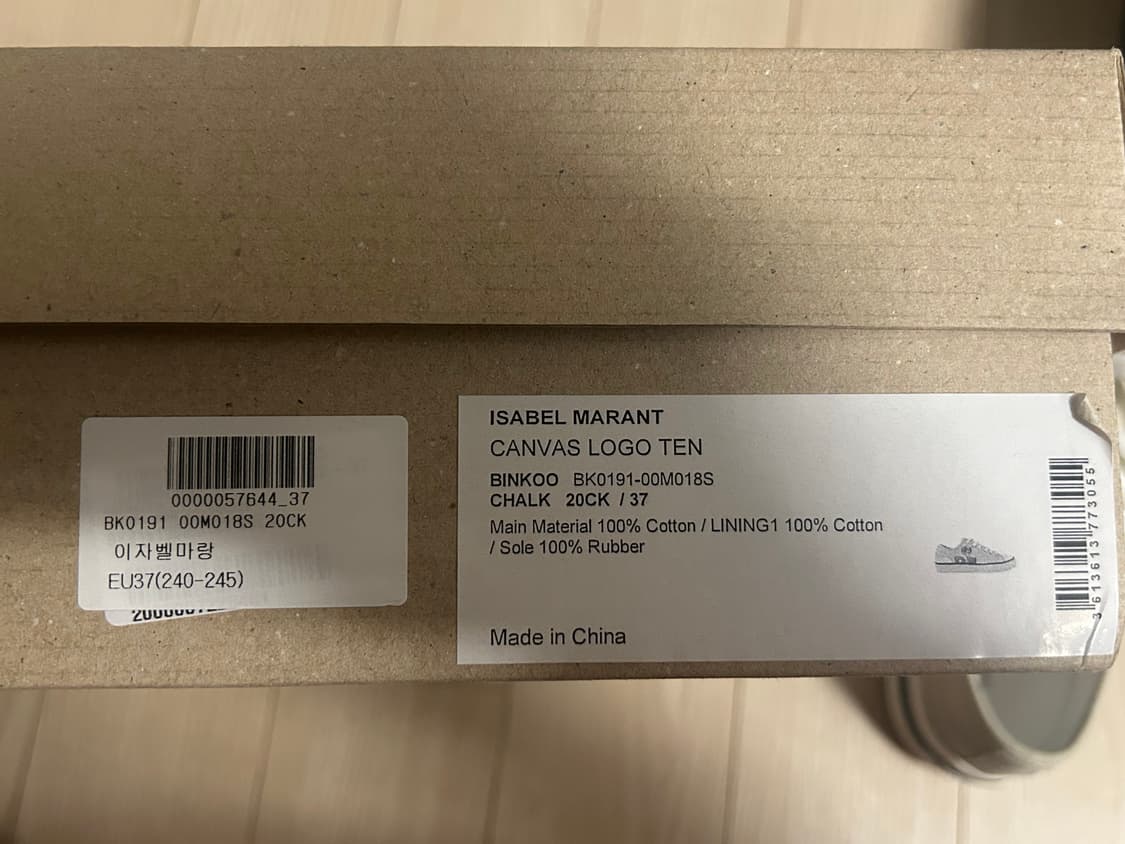 0000057644_37
BK0191 00M018S 20CK
이자벨마랑
EU37(240-245)
ISABEL MARANT
CANVAS LOGO TEN
BINKOO BK0191-00M018S
CHALK 20CK / 37
Main Material 100% Cotton / LINING1 100% Cotton
/ Sole 100% Rubber
Made in China
3613613773055